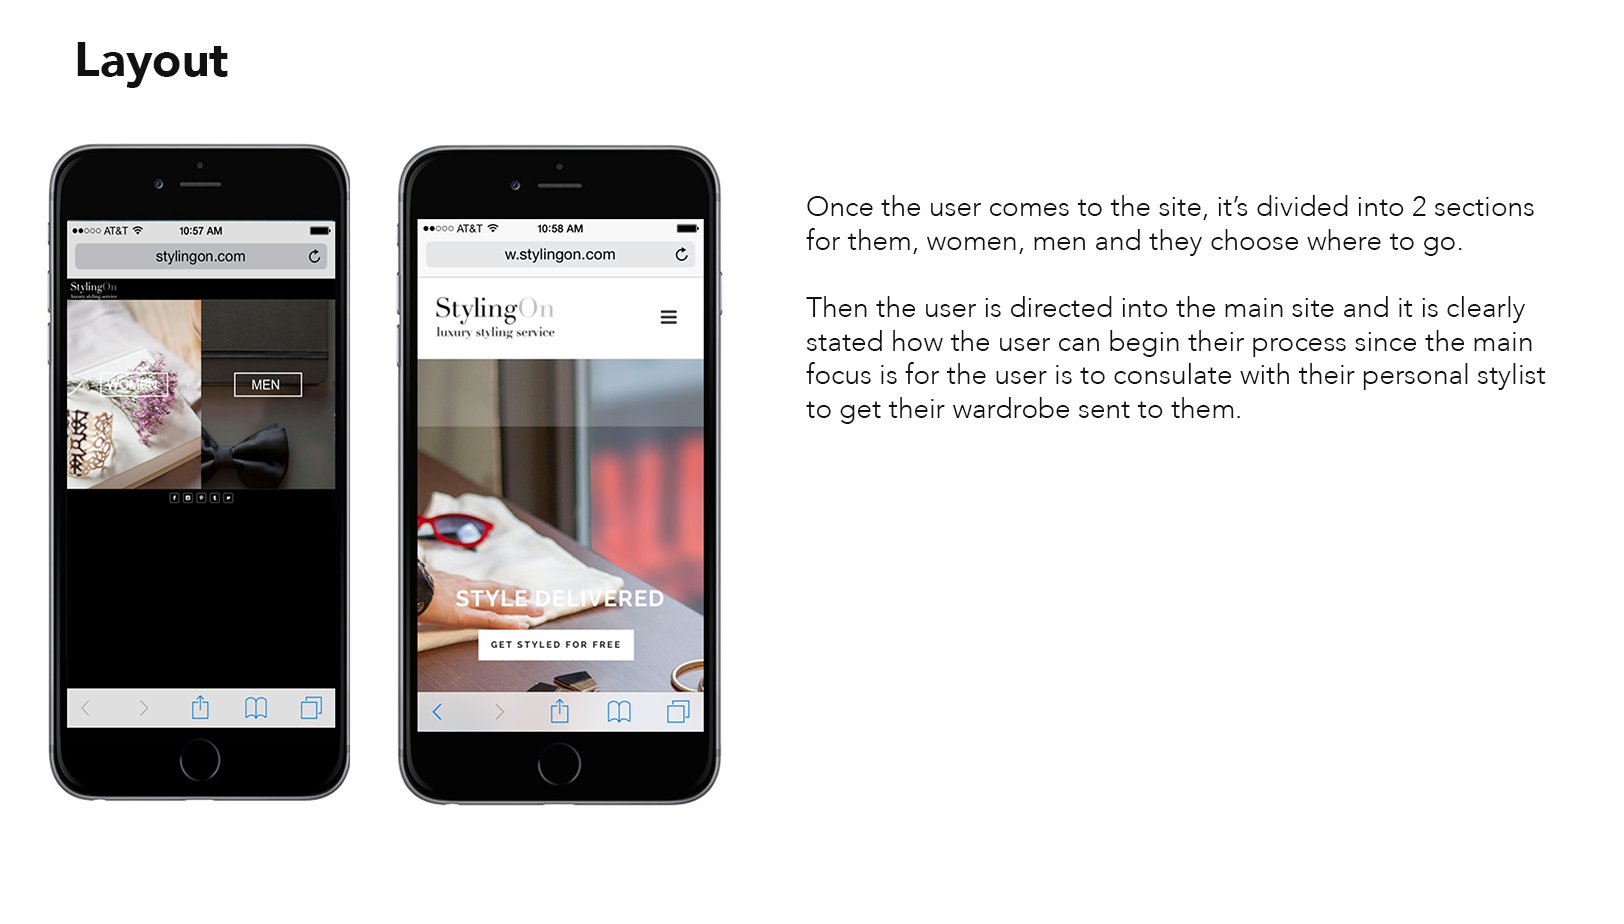 Layout
AT&T 10:57 AM
stylingon.com
StylingOn
luxury styling service
WOMEN
MEN
AT&T 10:58 AM
w.stylingon.com
StylingOn
luxury styling service
STYLE DELIVERED
GET STYLED FOR FREE
Once the user comes to the site, it’s divided into 2 sections
for them, women, men and they choose where to go.
Then the user is directed into the main site and it is clearly
stated how the user can begin their process since the main
focus is for the user is to consulate with their personal stylist
to get their wardrobe sent to them.